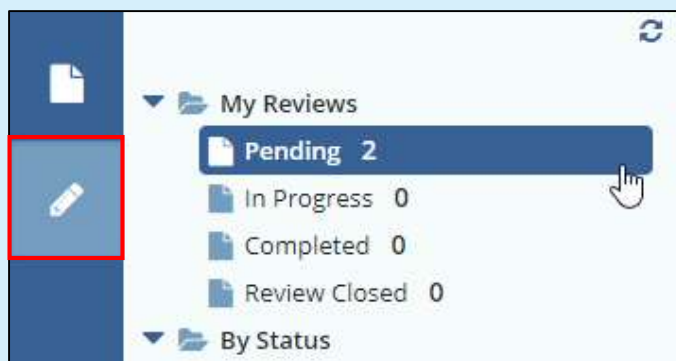 My Reviews
Pending 2
In Progress 0
Completed 0
Review Closed 0
By Status